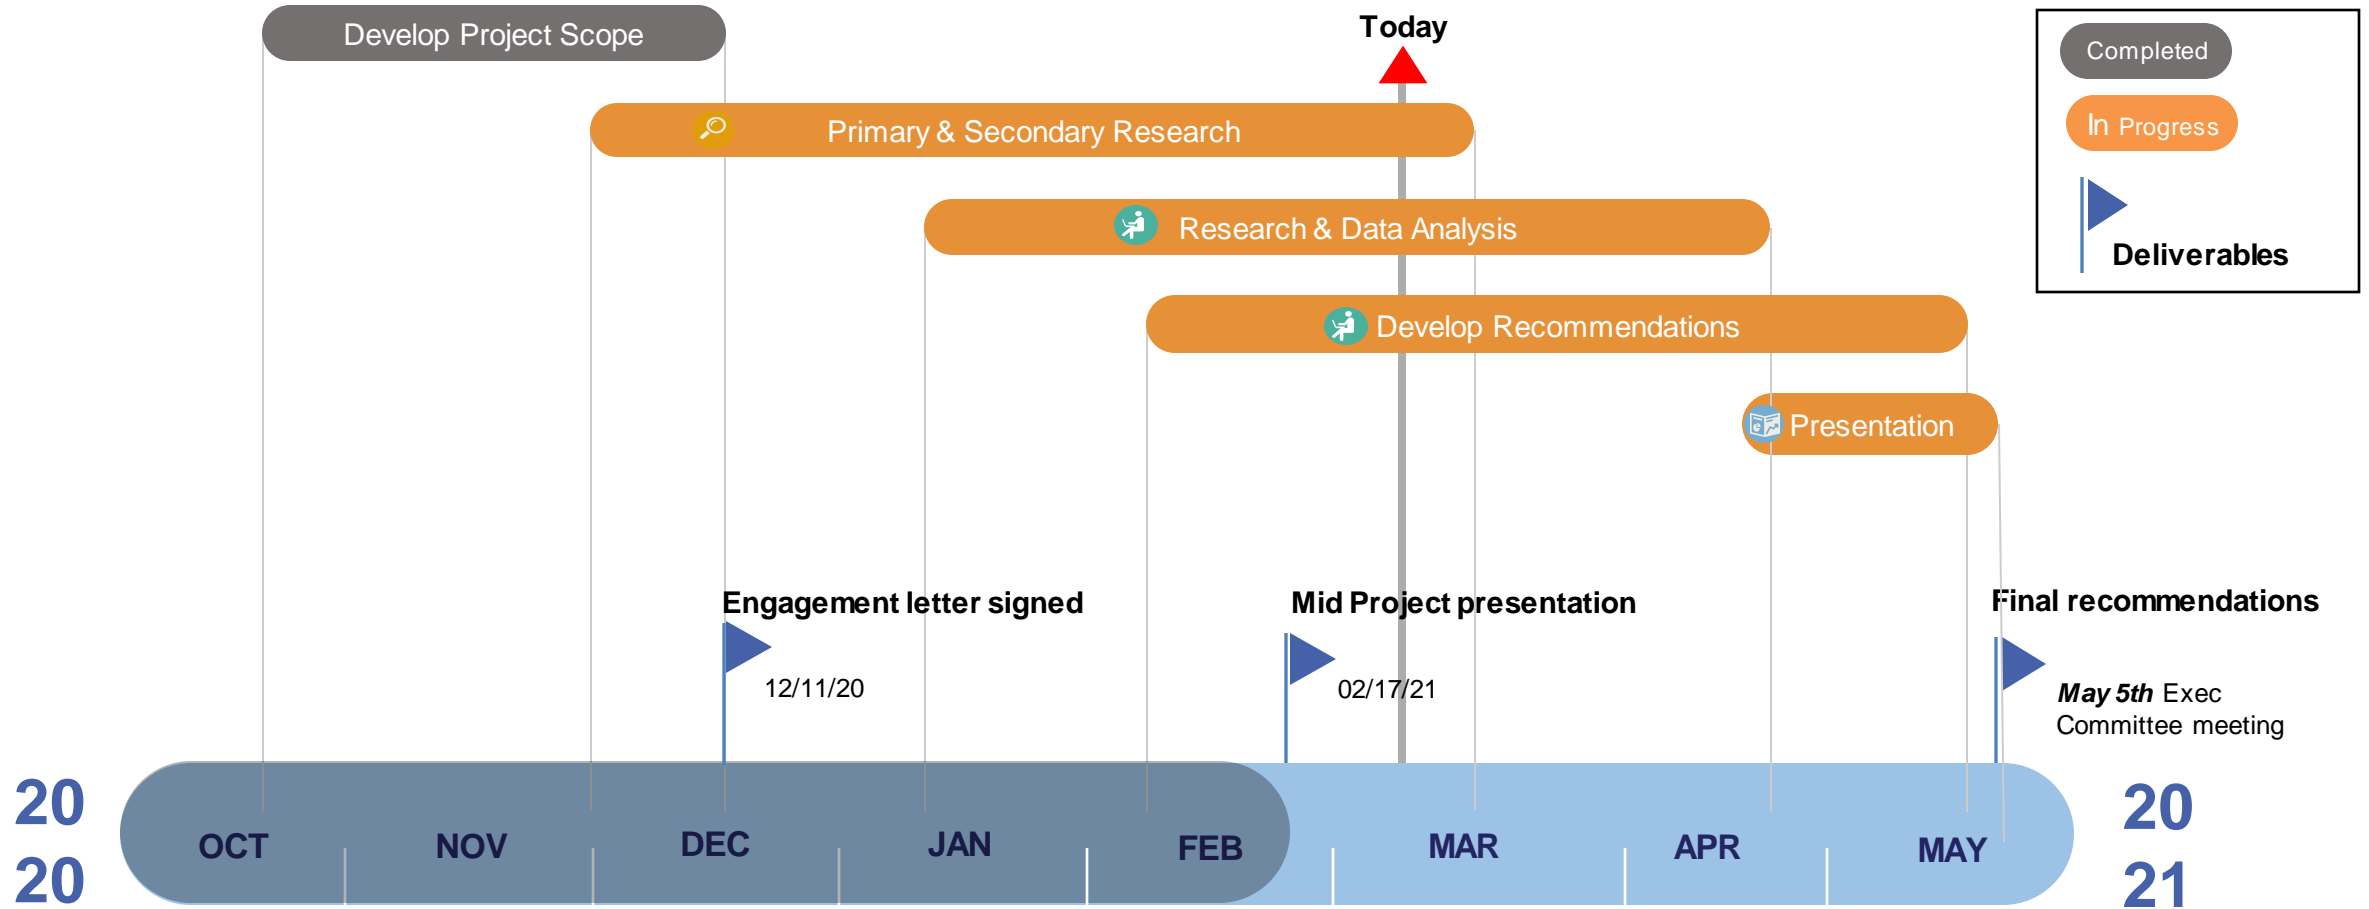 Develop Project Scope
Today
Completed
Primary & Secondary Research
In Progress
Research & Data Analysis
Deliverables
Develop Recommendations
Presentation
Engagement letter signed
Mid Project presentation
Final recommendations
12/11/20
02/17/21
May 5th Exec
Committee meeting
20
20
OCT
NOV
DEC
JAN
FEB
MAR
APR
MAY
20
21